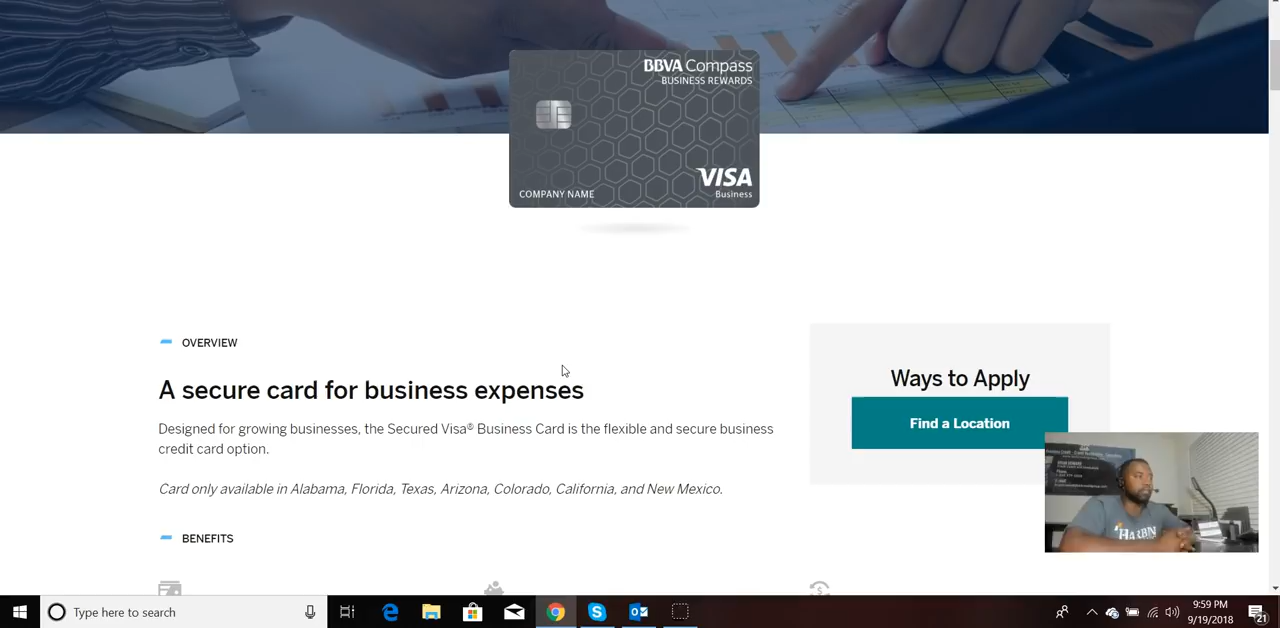 BBVA Compass
BUSINESS REWARDS
VISA
Business
COMPANY NAME
OVERVIEW
A secure card for business expenses
Designed for growing businesses, the Secured Visa® Business Card is the flexible and secure business
credit card option.
Card only available in Alabama, Florida, Texas, Arizona, Colorado, California, and New Mexico.
BENEFITS
Ways to Apply
Find a Location
Type here to search
9:59 PM
9/19/2018
21